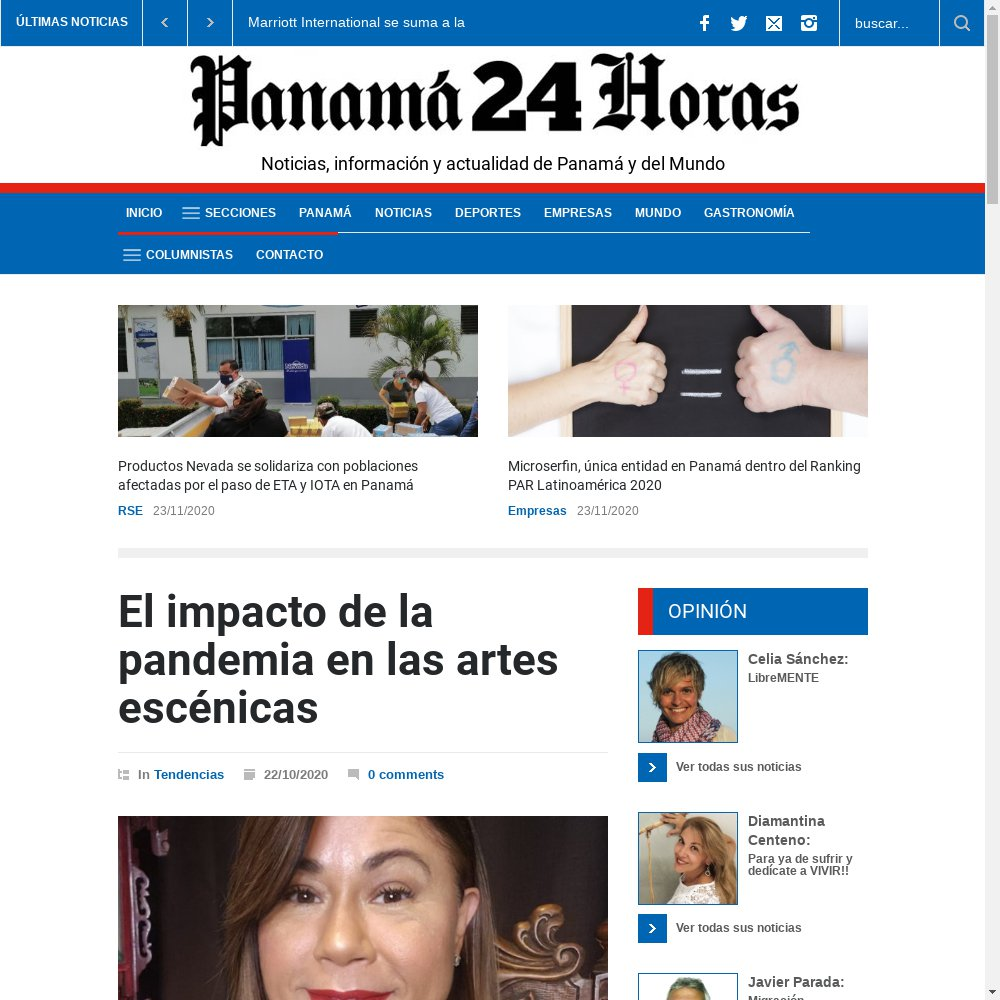 ÚLTIMAS NOTICIAS
Marriott International se suma a la
buscar...
Panamá 24 Horas
Noticias, información y actualidad de Panamá y del Mundo
INICIO SECCIONES PANAMÁ NOTICIAS DEPORTES EMPRESAS MUNDO GASTRONOMÍA
COLUMNISTAS CONTACTO
Productos Nevada se solidariza con poblaciones
afectadas por el paso de ETA y IOTA en Panamá
RSE 23/11/2020
Microserfin, única entidad en Panamá dentro del Ranking
PAR Latinoamérica 2020
Empresas 23/11/2020
El impacto de la
pandemia en las artes
escénicas
In Tendencias 22/10/2020 0 comments
OPINIÓN
Celia Sánchez:
LibreMENTE
Ver todas sus noticias
Diamantina
Centeno:
Para ya de sufrir y
dedícate a VIVIR!!
Ver todas sus noticias
Javier Parada:
Migración